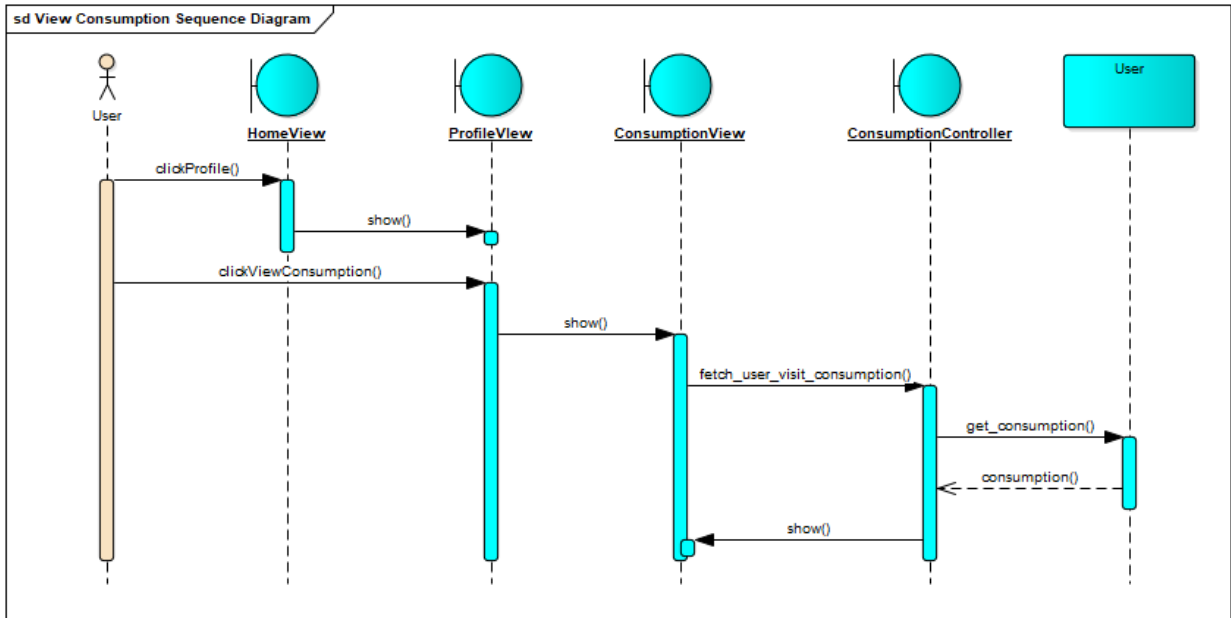 sd View Consumption Sequence Diagram
User
User
HomeView
ProfileVIew
ConsumptionView
ConsumptionController
clickProfile()
show()
clickViewConsumption()
show()
fetch_user_visit_consumption()
get_consumption()
consumption()
show()